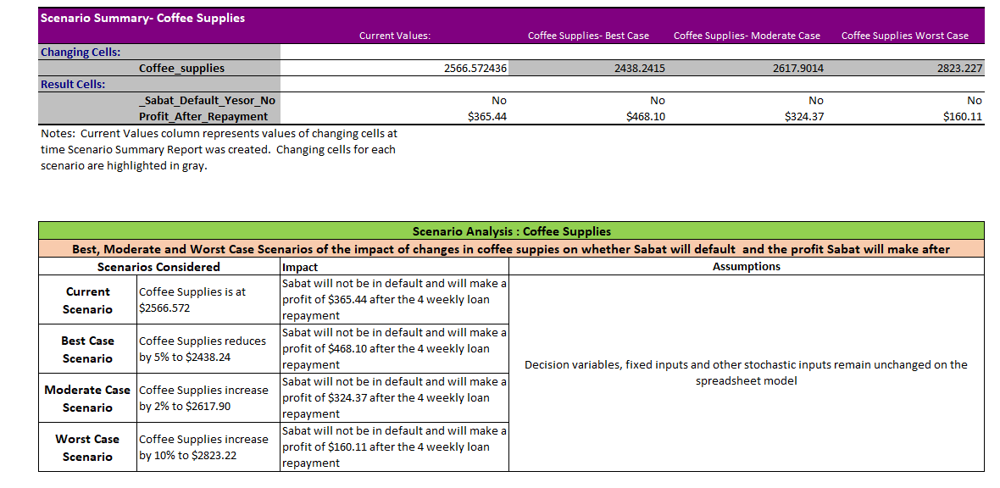 Scenario Summary- Coffee Supplies
Current Values: Coffee Supplies- Best Case Coffee Supplies- Moderate Case Coffee Supplies Worst Case
Changing Cells:
Coffee_supplies 2566.572436 2438.2415 2617.9014 2823.227
Result Cells:
_Sabat_Default_Yesor_No No No No No
Profit_After_Repayment $365.44 $468.10 $324.37 $160.11
Notes: Current Values column represents values of changing cells at
time Scenario Summary Report was created. Changing cells for each
scenario are highlighted in gray.
Scenario Analysis : Coffee Supplies
Best, Moderate and Worst Case Scenarios of the impact of changes in coffee suppies on whether Sabat will default and the profit Sabat will make after
Scenarios Considered Impact Assumptions
Current
Scenario
Coffee Supplies is at
$2566.572
Sabat will not be in default and will make a
profit of $365.44 after the 4 weekly loan
repayment
Best Case
Scenario
Coffee Supplies reduces
by 5% to $2438.24
Sabat will not be in default and will make a
profit of $468.10 after the 4 weekly loan
repayment
Moderate Case
Scenario
Coffee Supplies increase
by 2% to $2617.90
Sabat will not be in default and will make a
profit of $324.37 after the 4 weekly loan
repayment
Worst Case
Scenario
Coffee Supplies increase
by 10% to $2823.22
Sabat will not be in default and will make a
profit of $160.11 after the 4 weekly loan
repayment
Decision variables, fixed inputs and other stochastic inputs remain unchanged on the
spreadsheet model